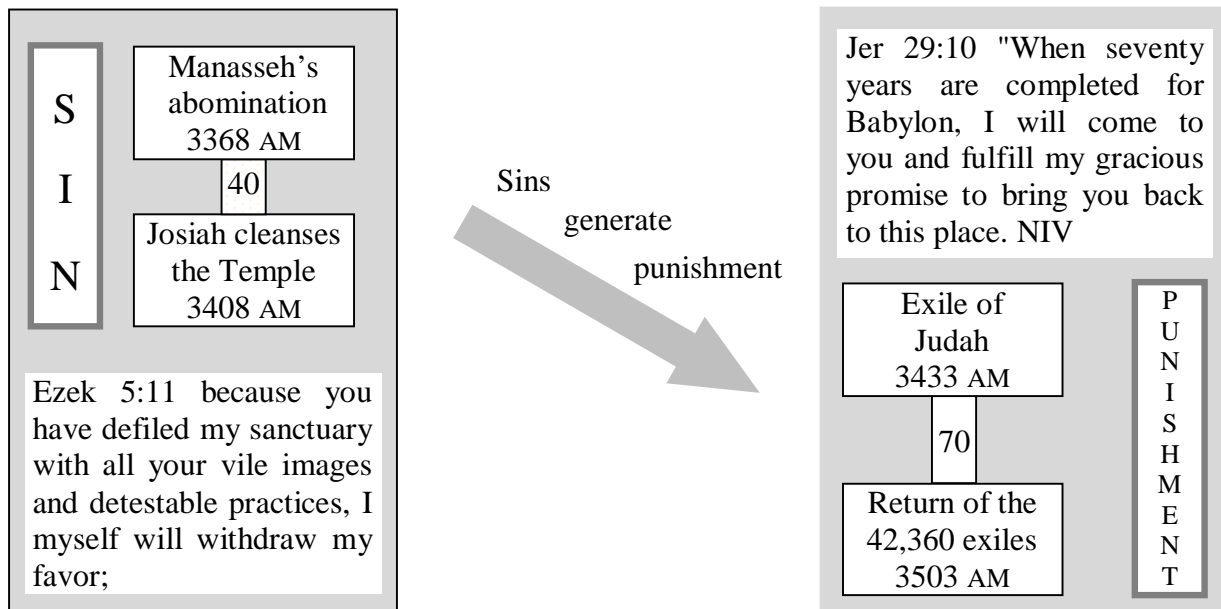 S
I
N
Manasseh's
abomination
3368 AM
40
Josiah cleanses
the Temple
3408 AM
Ezek 5:11 because you
have defiled my sanctuary
with all your vile images
and detestable practices, I
myself will withdraw my
favor;
Sins
generate
punishment
Jer 29:10 "When seventy
years are completed for
Babylon, I will come to
you and fulfill my gracious
promise to bring you back
to this place. NIV
Exile of
Judah
3433 AM
70
Return of the
42,360 exiles
3503 AM
P
U
N
I
S
H
M
E
N
T